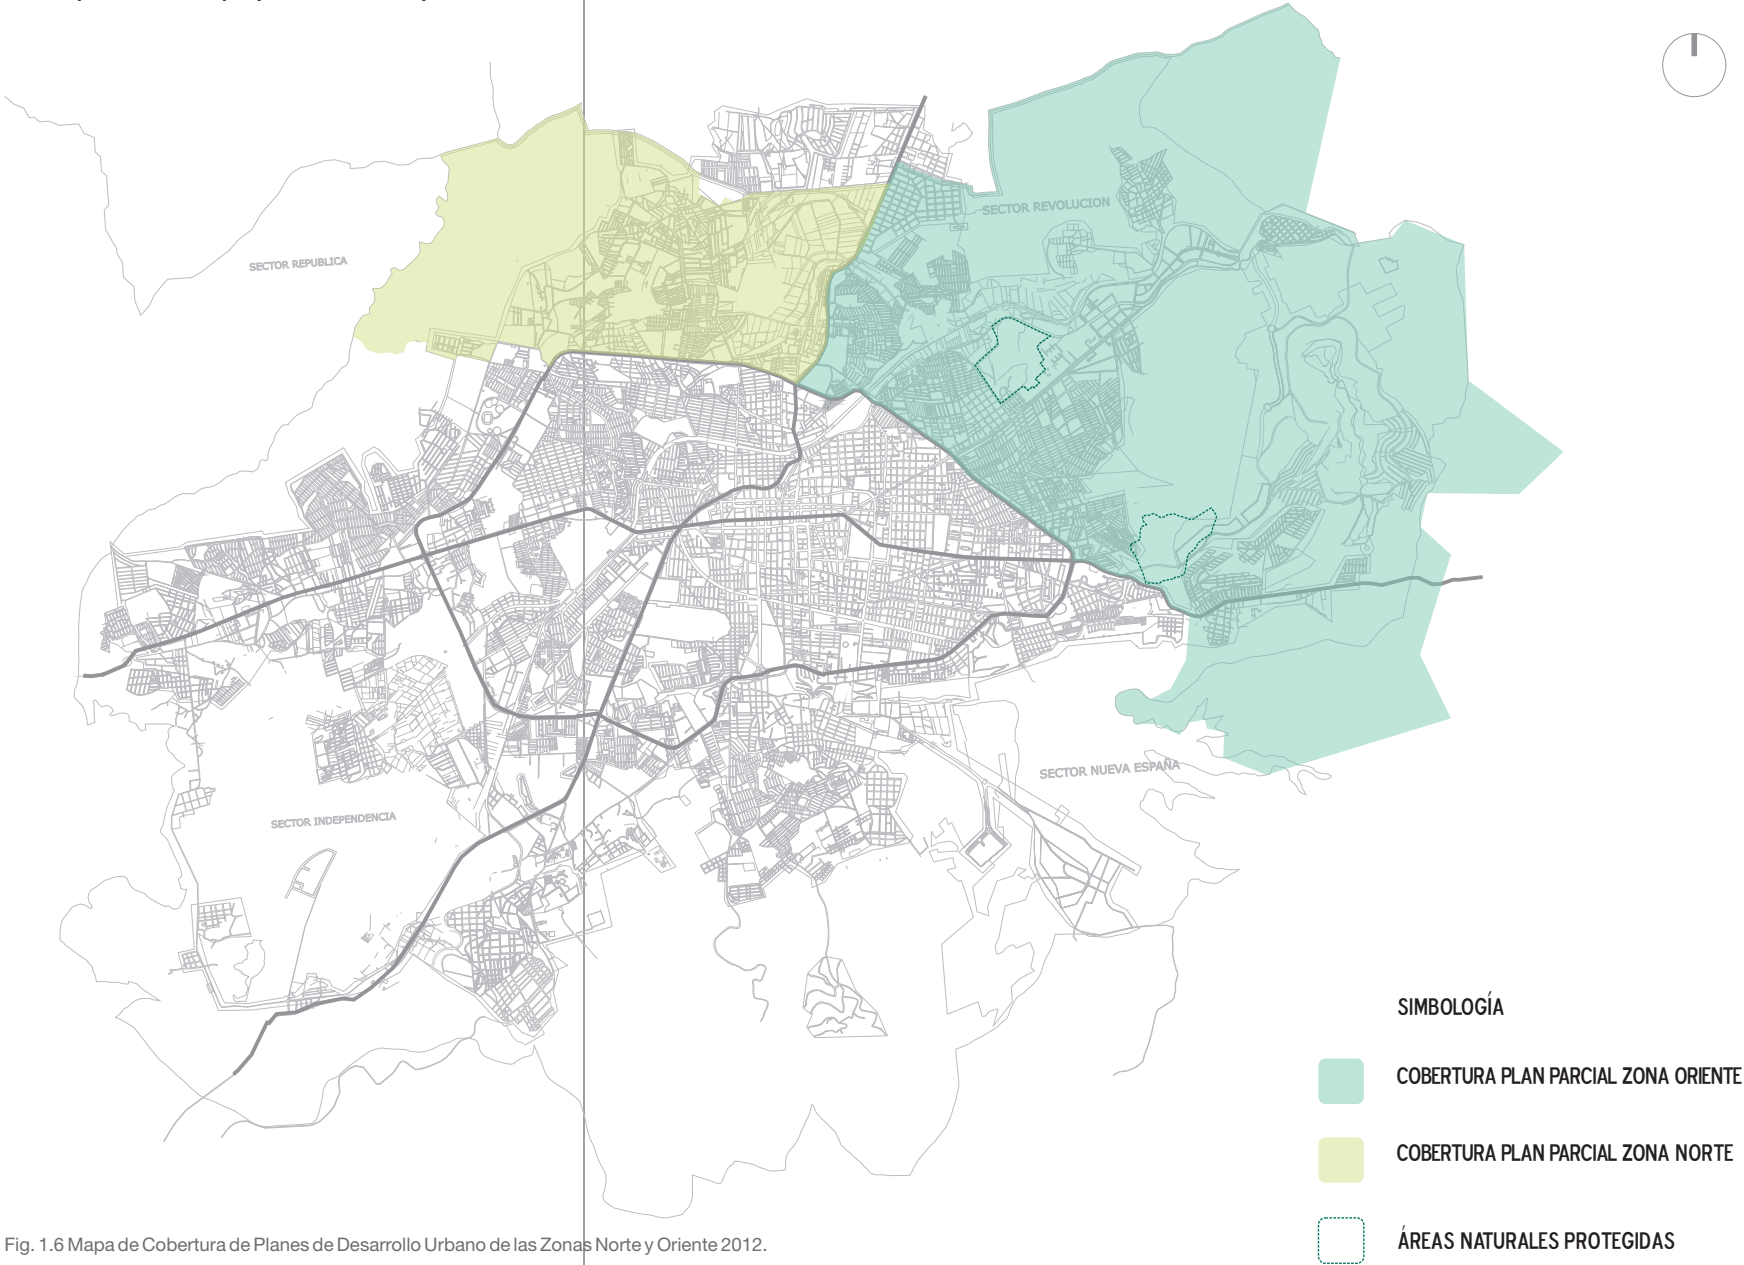 SECTOR REVOLUCION
SECTOR REPUBLICA
SECTOR NUEVA ESPAÑA
SECTOR INDEPENDENCIA
SIMBOLOGÍA
COBERTURA PLAN PARCIAL ZONA ORIENTE
COBERTURA PLAN PARCIAL ZONA NORTE
ÁREAS NATURALES PROTEGIDAS
Fig. 1.6 Mapa de Cobertura de Planes de Desarrollo Urbano de las Zonas Norte y Oriente 2012.